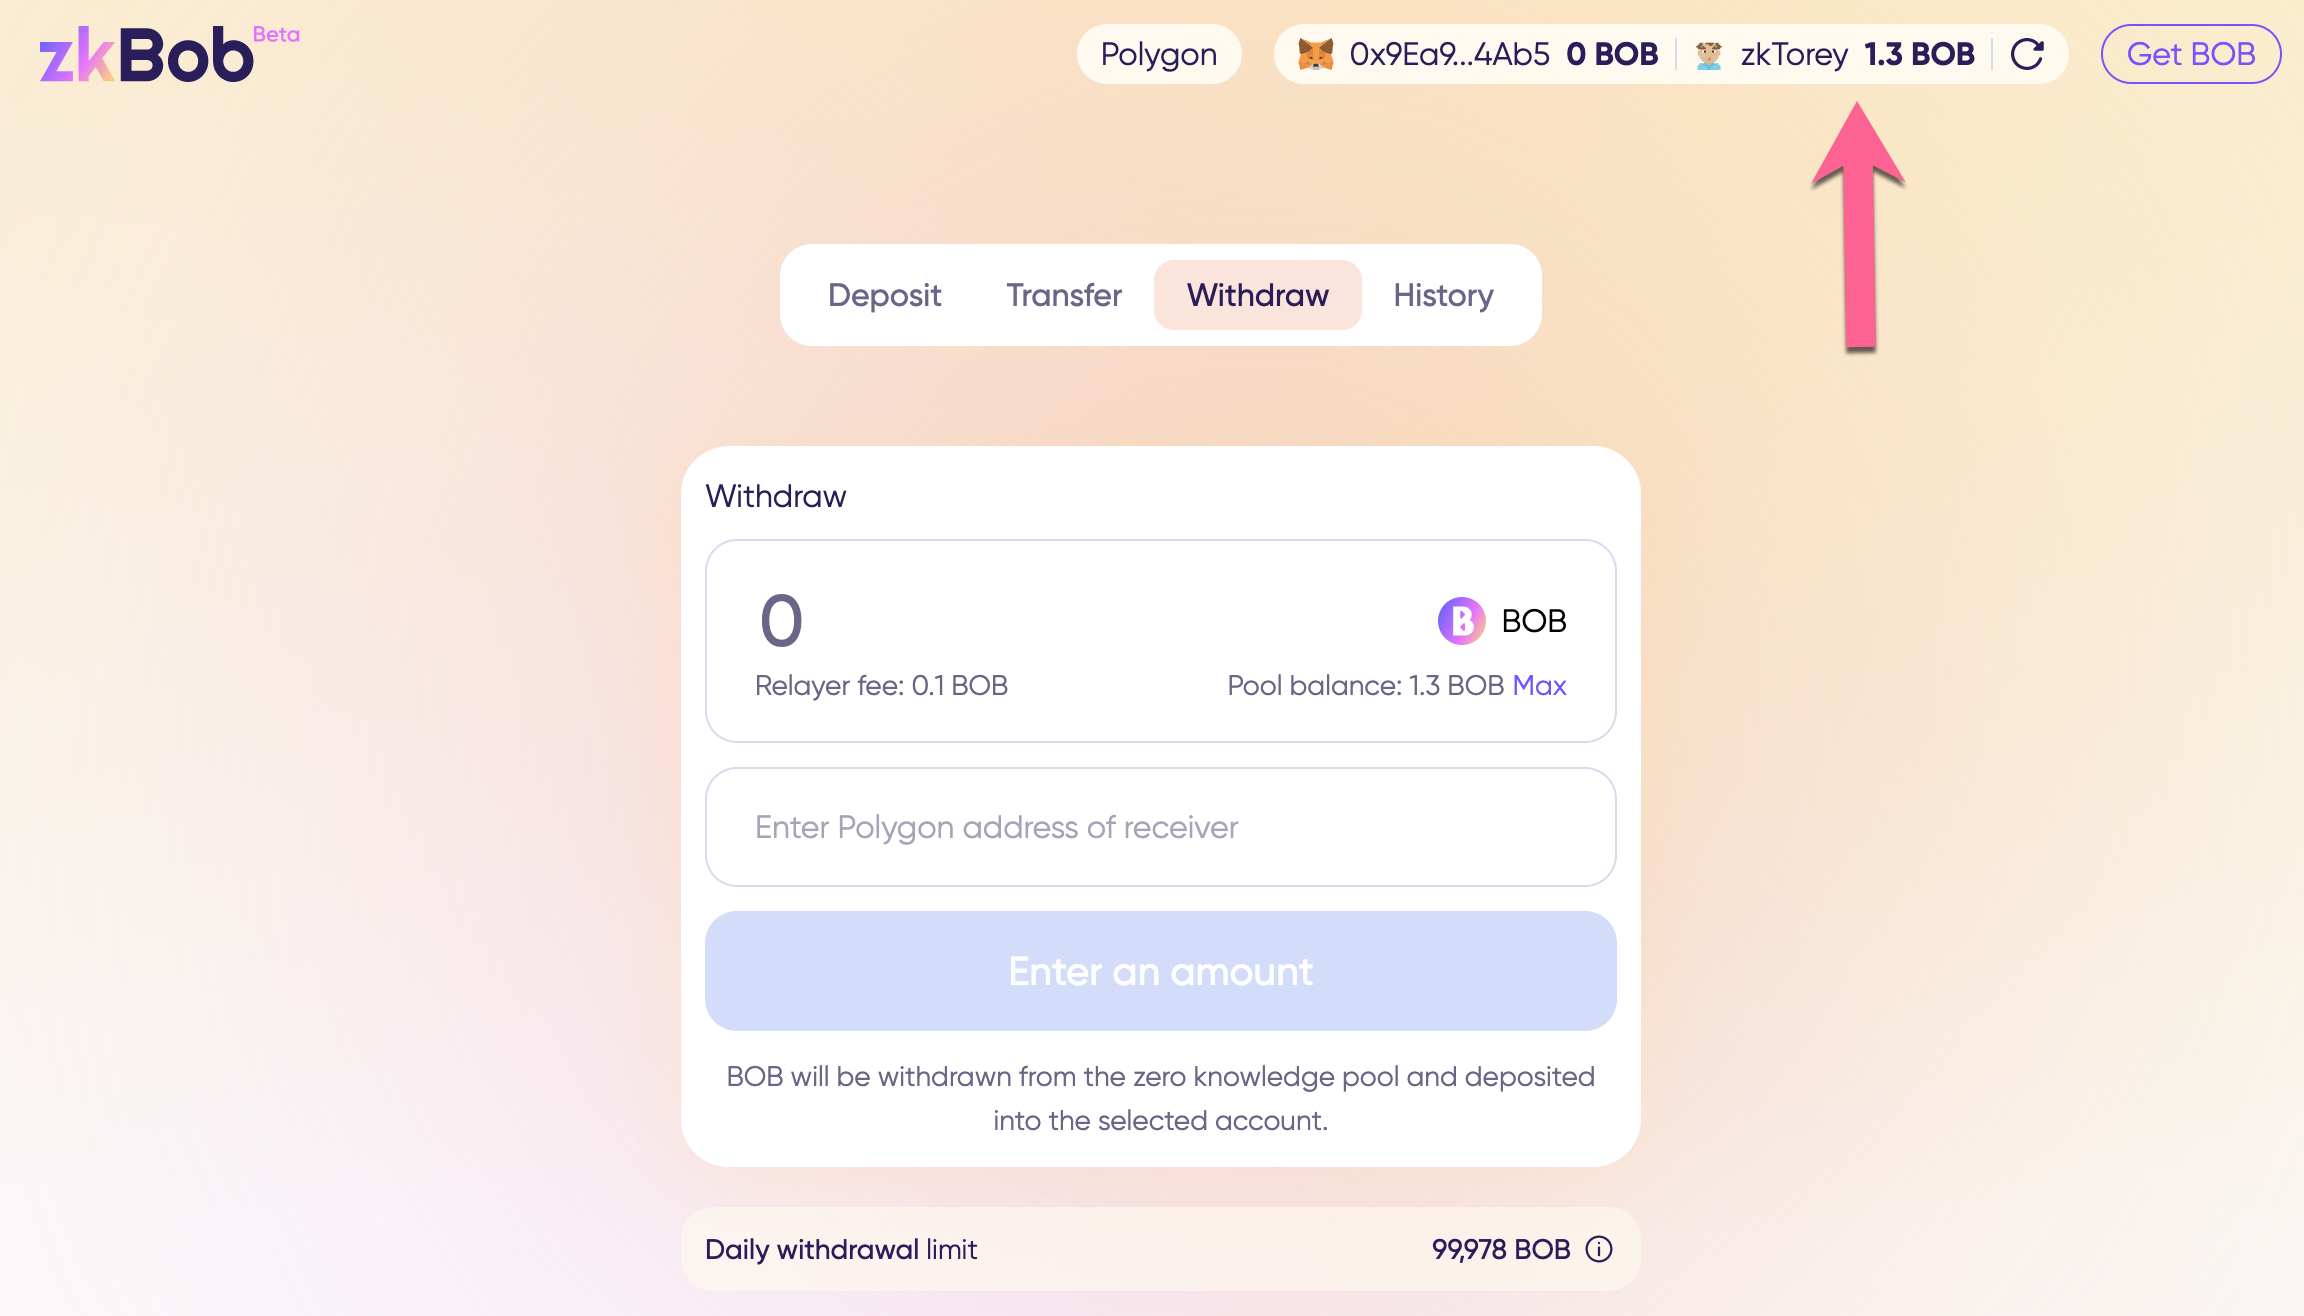 zkBob Beta
Polygon
0x9Ea9...4Ab5 0 BOB
zkTorey 1.3 BOB
Get BOB
Deposit
Transfer
Withdraw
History
Withdraw
0
BOB
Relayer fee: 0.1 BOB
Pool balance: 1.3 BOB Max
Enter Polygon address of receiver
Enter an amount
BOB will be withdrawn from the zero knowledge pool and deposited
into the selected account.
Daily withdrawal limit
99,978 BOB